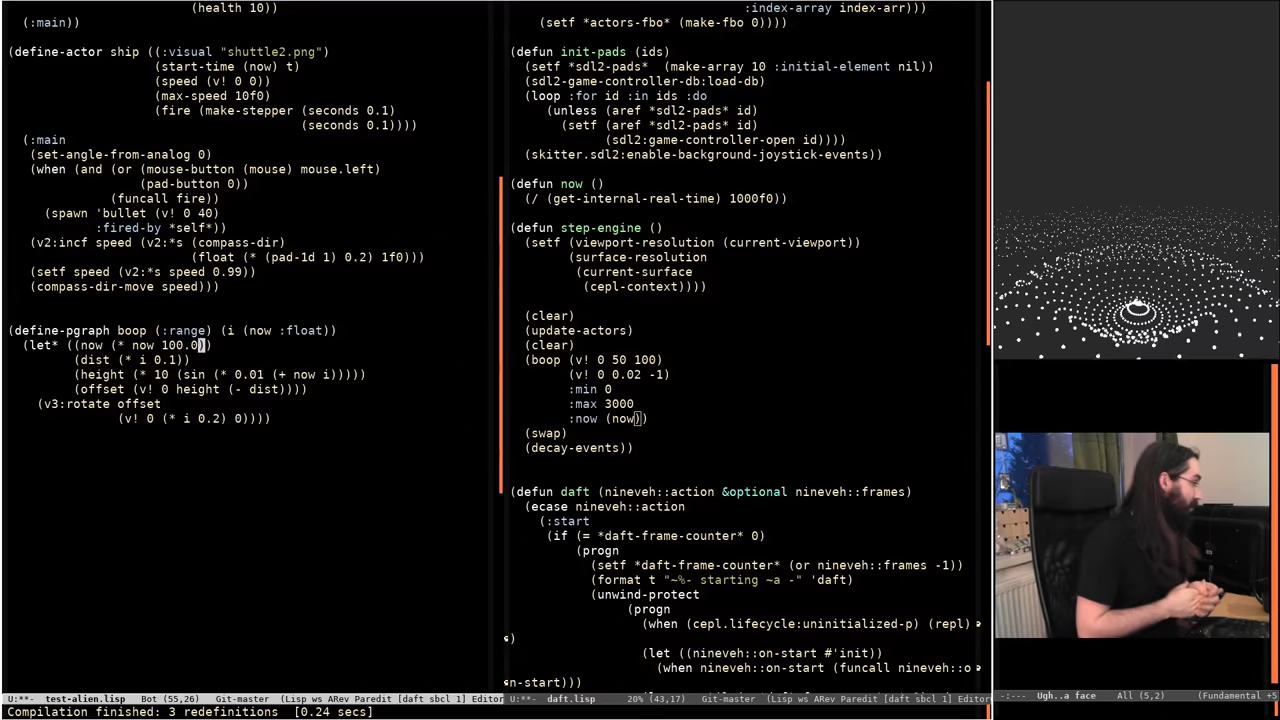 (health 10))
(:main))
(define-actor ship ((:visual "shuttle2.png")
(start-time (now) t)
(speed (v! 0 0))
(max-speed 10f0)
(fire (make-stepper (seconds 0.1)
(seconds 0.1))))
(:main
(set-angle-from-analog 0)
(when (and (or (mouse-button (mouse) mouse.left)
(pad-button 0))
(funcall fire))
(spawn 'bullet (v! 0 40)
:fired-by *self*))
(v2:incf speed (v2:*s (compass-dir)
(float (* (pad-1d 1) 0.2) 1f0)))
(setf speed (v2:*s speed 0.99))
(compass-dir-move speed)))
(define-pgraph boop (:range) (i (now :float))
(let* ((now (* now 100.0))
(dist (* i 0.1))
(height (* 10 (sin (* 0.01 (+ now i)))))
(offset (v! 0 height (- dist))))
(v3:rotate offset
(v! 0 (* i 0.2) 0))))
U:**- test-alien.lisp Bot (55,26) Git-master (Lisp ws ARev Paredit [daft sbcl 1] Editor
Compilation finished: 3 redefinitions [0.24 secs]
:index-array index-arr)))
(setf *actors-fbo* (make-fbo 0))))
(defun init-pads (ids)
(setf *sdl2-pads* (make-array 10 :initial-element nil))
(sdl2-game-controller-db:load-db)
(loop :for id :in ids :do
(unless (aref *sdl2-pads* id)
(setf (aref *sdl2-pads* id)
(sdl2:game-controller-open id))))
(skitter.sdl2:enable-background-joystick-events))
(defun now ()
(/ (get-internal-real-time) 1000f0))
(defun step-engine ()
(setf (viewport-resolution (current-viewport))
(surface-resolution
(current-surface
(cepl-context))))
(clear)
(update-actors)
(clear)
(boop (v! 0 50 100)
(v! 0 0.02 -1)
:min 0
:max 3000
:now (now))
(swap)
(decay-events))
(defun daft (nineveh::action &optional nineveh::frames)
(ecase nineveh::action
(:start
(if (= *daft-frame-counter* 0)
(progn
(setf *daft-frame-counter* (or nineveh::frames -1))
(format t "~%- starting ~a -" 'daft)
(unwind-protect
(progn
(when (cepl.lifecycle:uninitialized-p) (repl)
)
(let ((nineveh::on-start #'init))
(when nineveh::on-start (funcall nineveh::o
n-start)))
U:**- daft.lisp 20% (43,17) Git-master (Lisp ws ARev Paredit [daft sbcl 1] Editor
-:--- Ugh..a face All (5,2) (Fundamental +5